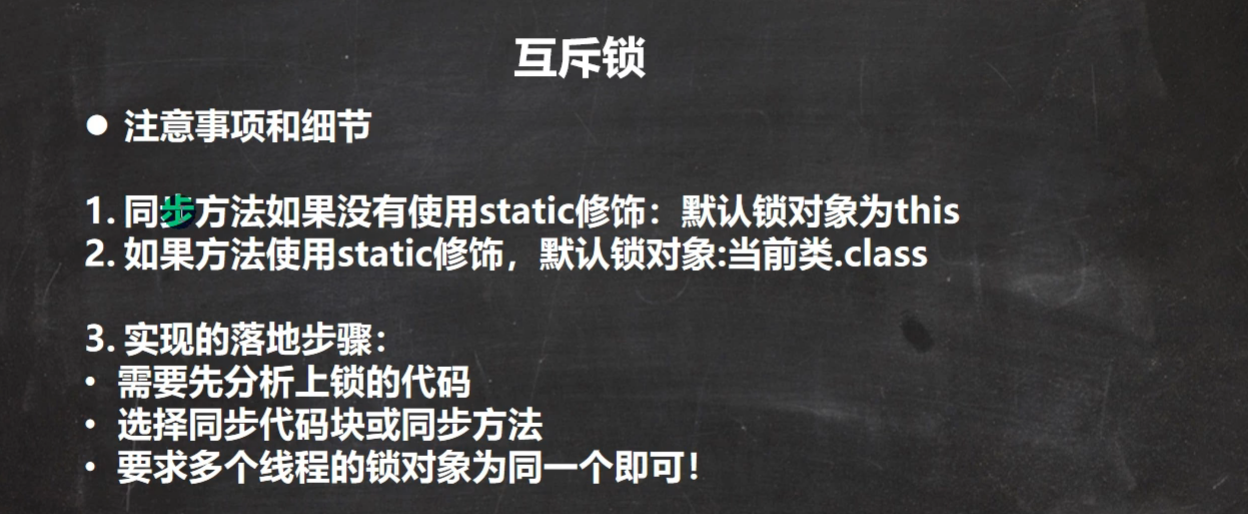 互斥锁
● 注意事项和细节
1. 同步方法如果没有使用static修饰：默认锁对象为this
2. 如果方法使用static修饰，默认锁对象:当前类.class
3. 实现的落地步骤：
• 需要先分析上锁的代码
• 选择同步代码块或同步方法
• 要求多个线程的锁对象为同一个即可！